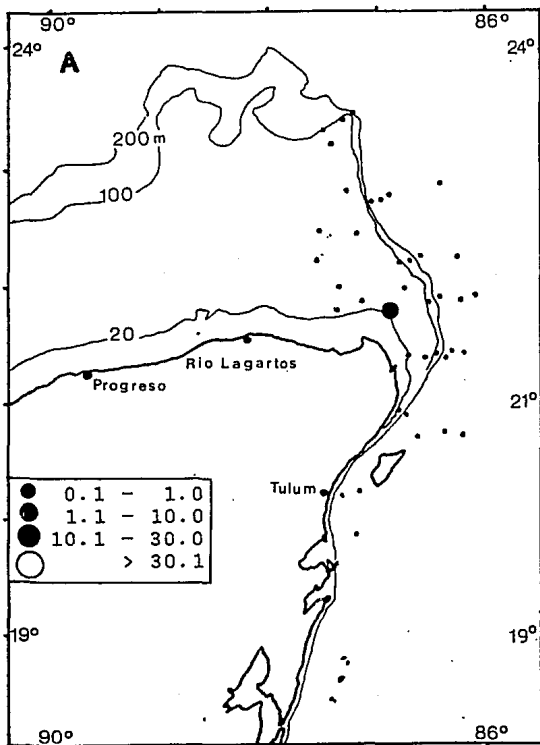 90° 86°
24° 24°
A
200 m
100
20
Rio Lagartos
Progreso
21°
Tulum
0.1 - 1.0
1.1 - 10.0
10.1 - 30.0
> 30.1
19° 19°
90° 86°